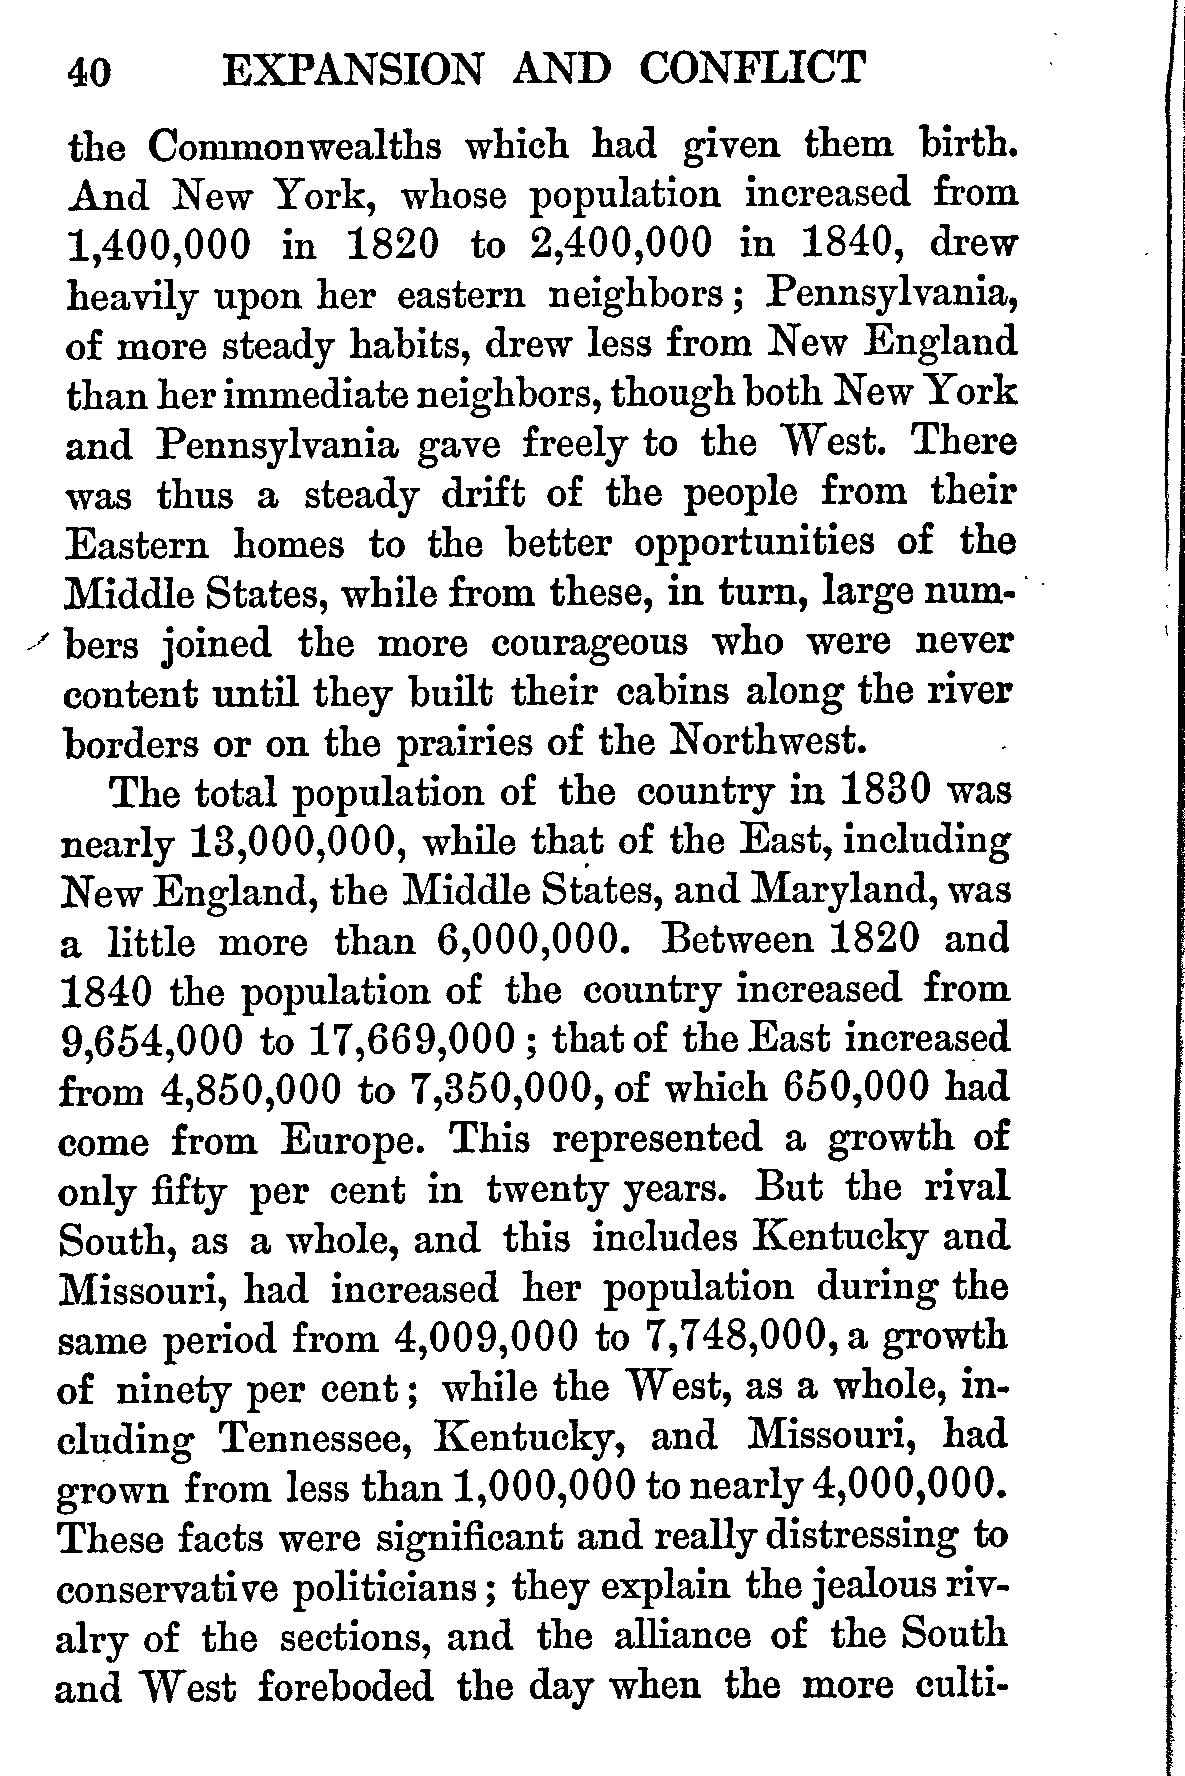 40 EXPANSION AND CONFLICT
the Commonwealths which had given them birth.
And New York, whose population increased from
1,400,000 in 1820 to 2,400,000 in 1840, drew
heavily upon her eastern neighbors; Pennsylvania,
of more steady habits, drew less from New England
than her immediate neighbors, though both New York
and Pennsylvania gave freely to the West. There
was thus a steady drift of the people from their
Eastern homes to the better opportunities of the
Middle States, while from these, in turn, large num-
bers joined the more courageous who were never
content until they built their cabins along the river
borders or on the prairies of the Northwest.
The total population of the country in 1830 was
nearly 13,000,000, while that of the East, including
New England, the Middle States, and Maryland, was
a little more than 6,000,000. Between 1820 and
1840 the population of the country increased from
9,654,000 to 17,669,000; that of the East increased
from 4,850,000 to 7,350,000, of which 650,000 had
come from Europe. This represented a growth of
only fifty per cent in twenty years. But the rival
South, as a whole, and this includes Kentucky and
Missouri, had increased her population during the
same period from 4,009,000 to 7,748,000, a growth
of ninety per cent; while the West, as a whole, in-
cluding Tennessee, Kentucky, and Missouri, had
grown from less than 1,000,000 to nearly 4,000,000.
These facts were significant and really distressing to
conservative politicians; they explain the jealous riv-
alry of the sections, and the alliance of the South
and West foreboded the day when the more culti-